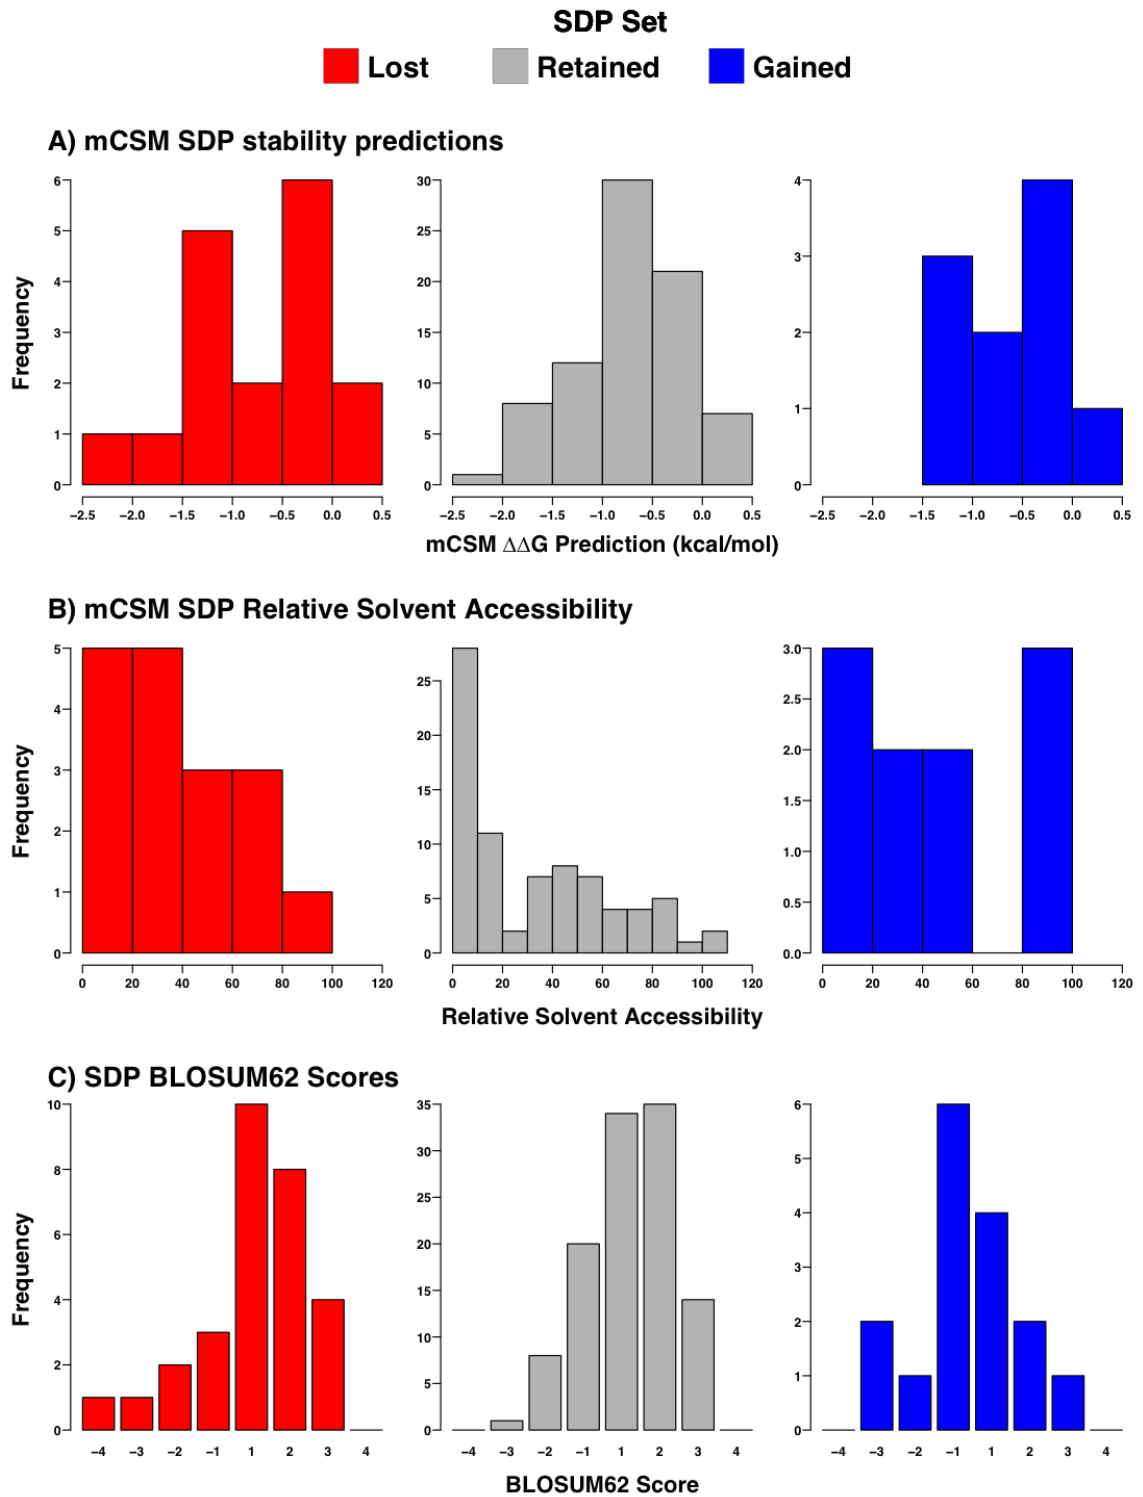 SDP Set
Lost Retained Gained
A) mCSM SDP stability predictions
Frequency
6 5 4 3 2 1 0
−2.5 −2.0 −1.5 −1.0 −0.5 0.0 0.5
30 25 20 15 10 5 0
−2.5 −2.0 −1.5 −1.0 −0.5 0.0 0.5
4 3 2 1 0
−2.5 −2.0 −1.5 −1.0 −0.5 0.0 0.5
mCSM ΔΔG Prediction (kcal/mol)
B) mCSM SDP Relative Solvent Accessibility
Frequency
5 4 3 2 1 0
0 20 40 60 80 100 120
25 20 15 10 5 0
0 20 40 60 80 100 120
3.0 2.5 2.0 1.5 1.0 0.5 0.0
0 20 40 60 80 100 120
Relative Solvent Accessibility
C) SDP BLOSUM62 Scores
Frequency
10 8 6 4 2 0
−4 −3 −2 −1 1 2 3 4
35 30 25 20 15 10 5 0
−4 −3 −2 −1 1 2 3 4
6 5 4 3 2 1 0
−4 −3 −2 −1 1 2 3 4
BLOSUM62 Score